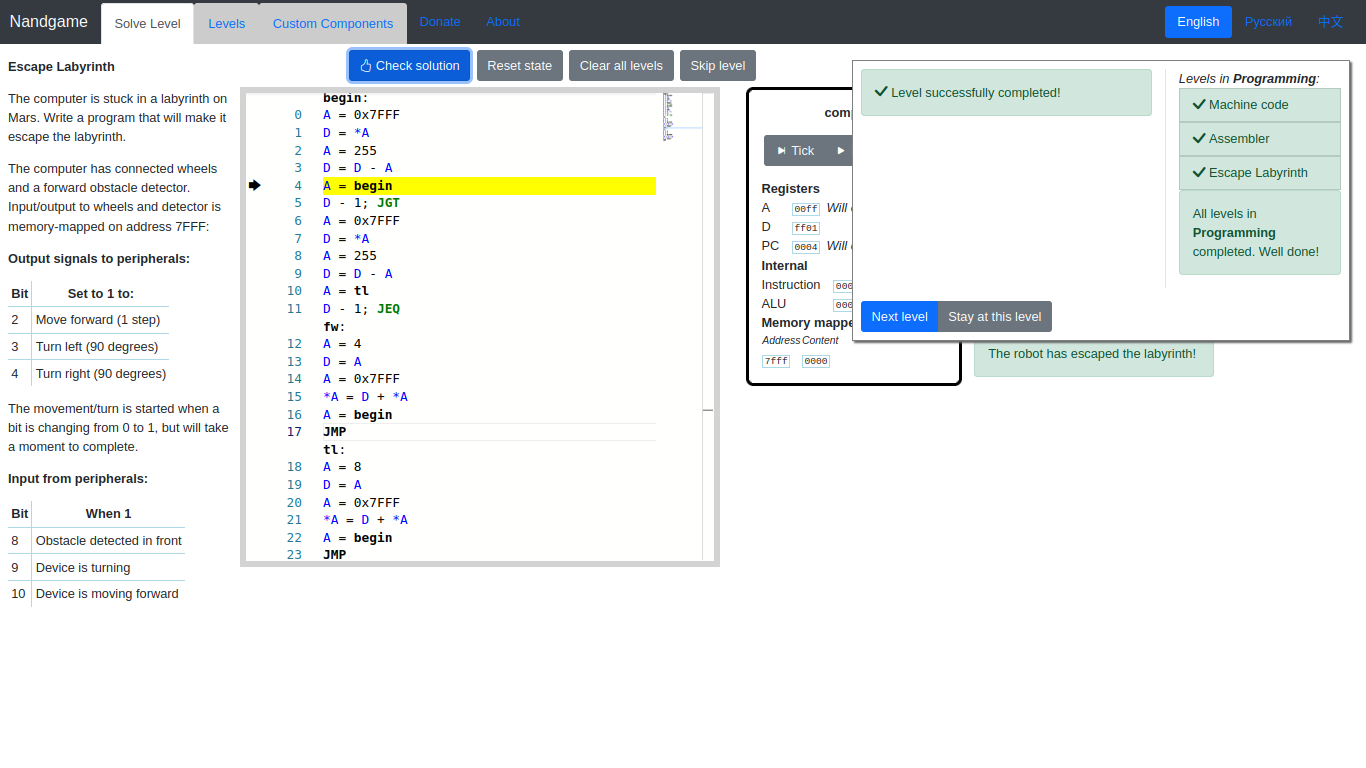 Nandgame
Solve Level
Levels
Custom Components
Donate
About
English
Русский
中文
Escape Labyrinth
The computer is stuck in a labyrinth on
Mars. Write a program that will make it
escape the labyrinth.
The computer has connected wheels
and a forward obstacle detector.
Input/output to wheels and detector is
memory-mapped on address 7FFF:
Output signals to peripherals:
Bit Set to 1 to:
2 Move forward (1 step)
3 Turn left (90 degrees)
4 Turn right (90 degrees)
The movement/turn is started when a
bit is changing from 0 to 1, but will take
a moment to complete.
Input from peripherals:
Bit When 1
8 Obstacle detected in front
9 Device is turning
10 Device is moving forward
Check solution
Reset state
Clear all levels
Skip level
begin:
0 A = 0x7FFF
1 D = *A
2 A = 255
3 D = D - A
4 A = begin
5 D - 1; JGT
6 A = 0x7FFF
7 D = *A
8 A = 255
9 D = D - A
10 A = tl
11 D - 1; JEQ
fw:
12 A = 4
13 D = A
14 A = 0x7FFF
15 *A = D + *A
16 A = begin
17 JMP
tl:
18 A = 8
19 D = A
20 A = 0x7FFF
21 *A = D + *A
22 A = begin
23 JMP
Tick
Registers
A 00ff
D ff01
PC 0004
Internal
Instruction
ALU
Memory
Address Content
7fff 0000
The robot has escaped the labyrinth!
Level successfully completed!
Levels in Programming:
Machine code
Assembler
Escape Labyrinth
All levels in
Programming
completed. Well done!
Next level
Stay at this level